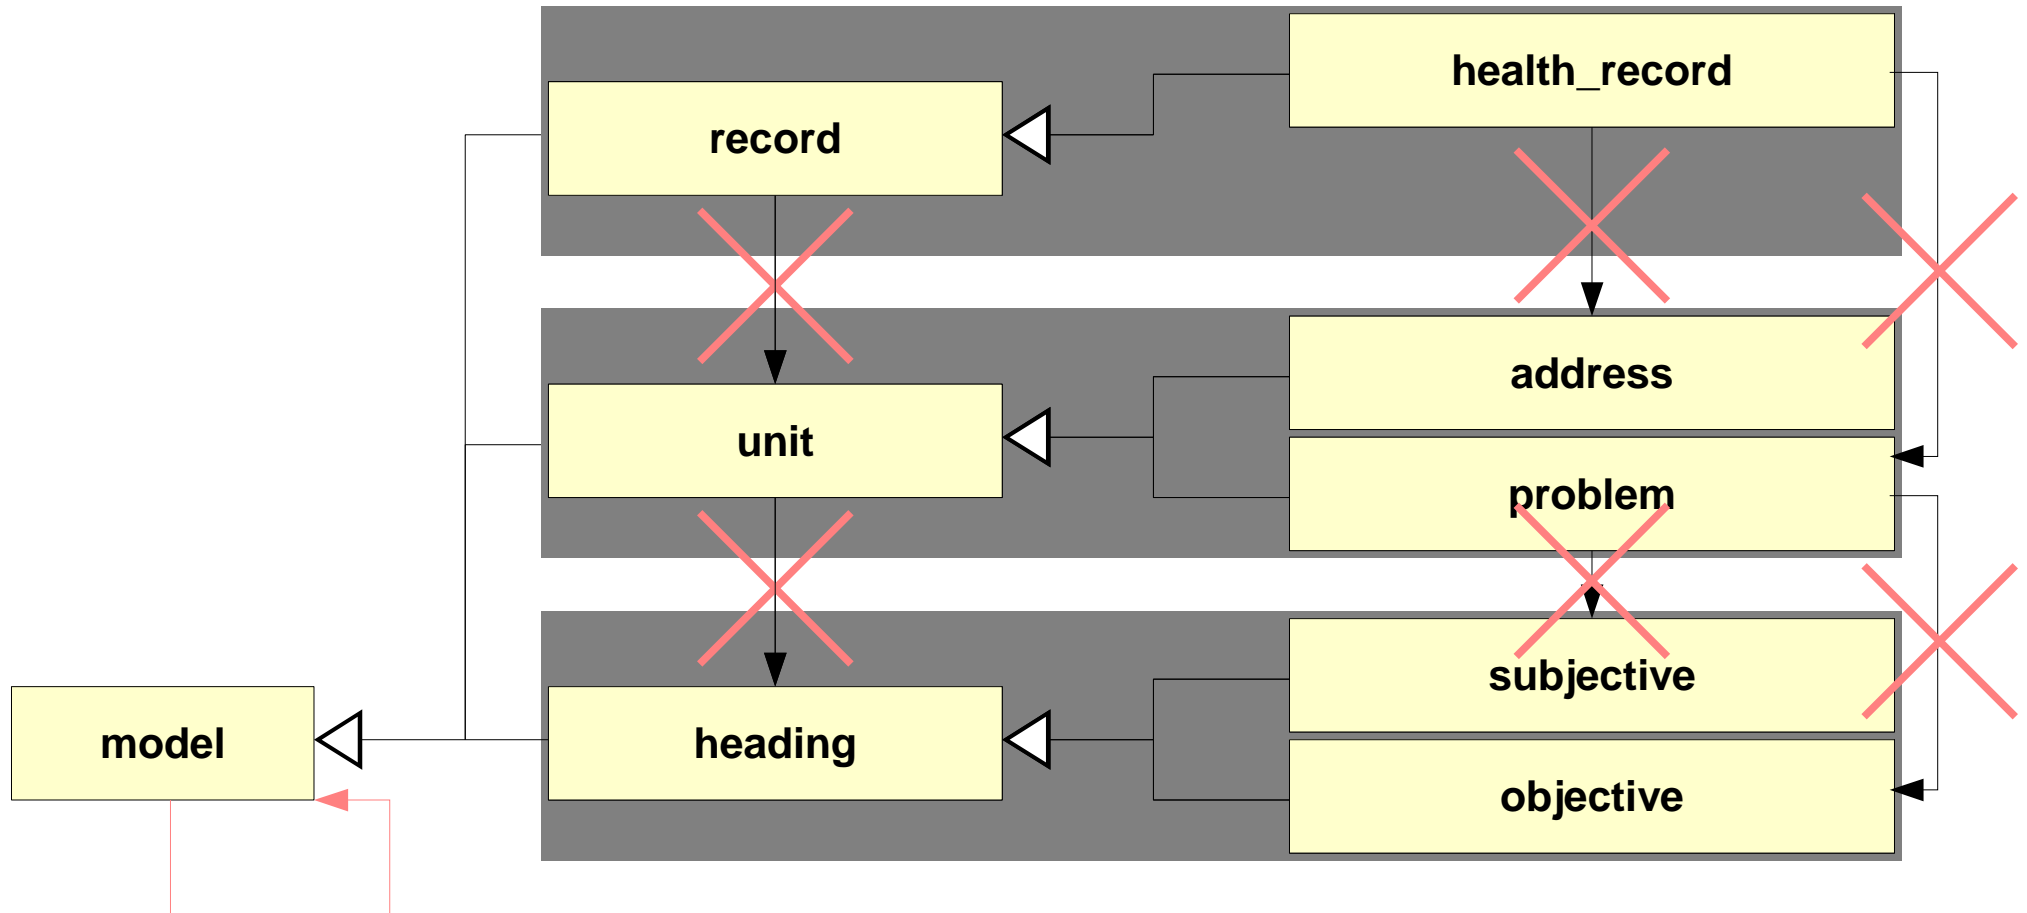 health_record
record
address
unit
problem
subjective
model
heading
objective